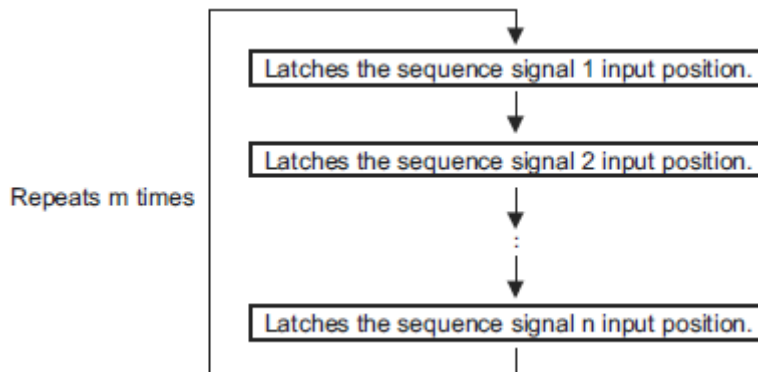 Latches the sequence signal 1 input position.
Latches the sequence signal 2 input position.
Repeats m times
:
Latches the sequence signal n input position.